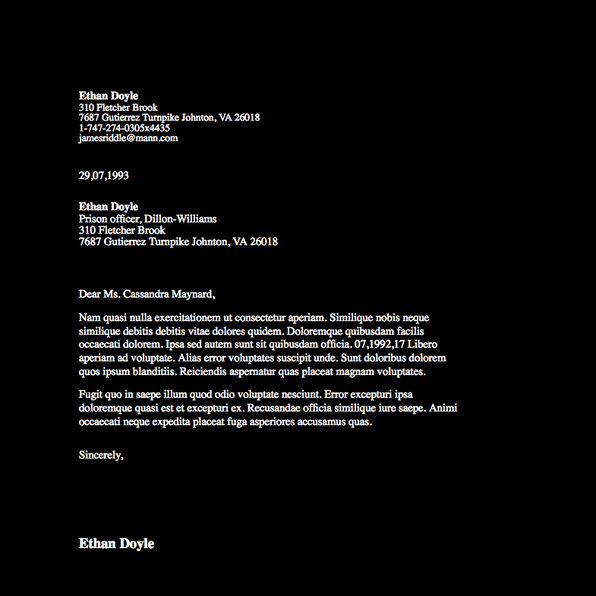 Ethan Doyle
310 Fletcher Brook
7687 Gutierrez Turnpike Johnton, VA 26018
1-747-274-0305x4435
jamesriddle@mann.com
29,07,1993
Ethan Doyle
Prison officer, Dillon-Williams
310 Fletcher Brook
7687 Gutierrez Turnpike Johnton, VA 26018
Dear Ms. Cassandra Maynard,
Nam quasi nulla exercitationem ut consectetur aperiam. Similique nobis neque
similique debitis debitis vitae dolores quidem. Doloremque quibusdam facilis
occaecati dolorem. Ipsa sed autem sunt sit quibusdam officia. 07,1992,17 Libero
aperiam ad voluptate. Alias error voluptates suscipit unde. Sunt doloribus dolorem
quos ipsum blanditiis. Reiciendis aspernatur quas placeat magnam voluptates.
Fugit quo in saepe illum quod odio voluptate nesciunt. Error excepturi ipsa
doloremque quasi est et excepturi ex. Recusandae officia similique iure saepe. Animi
occaecati neque expedita placeat fuga asperiores accusamus quas.
Sincerely,
Ethan Doyle